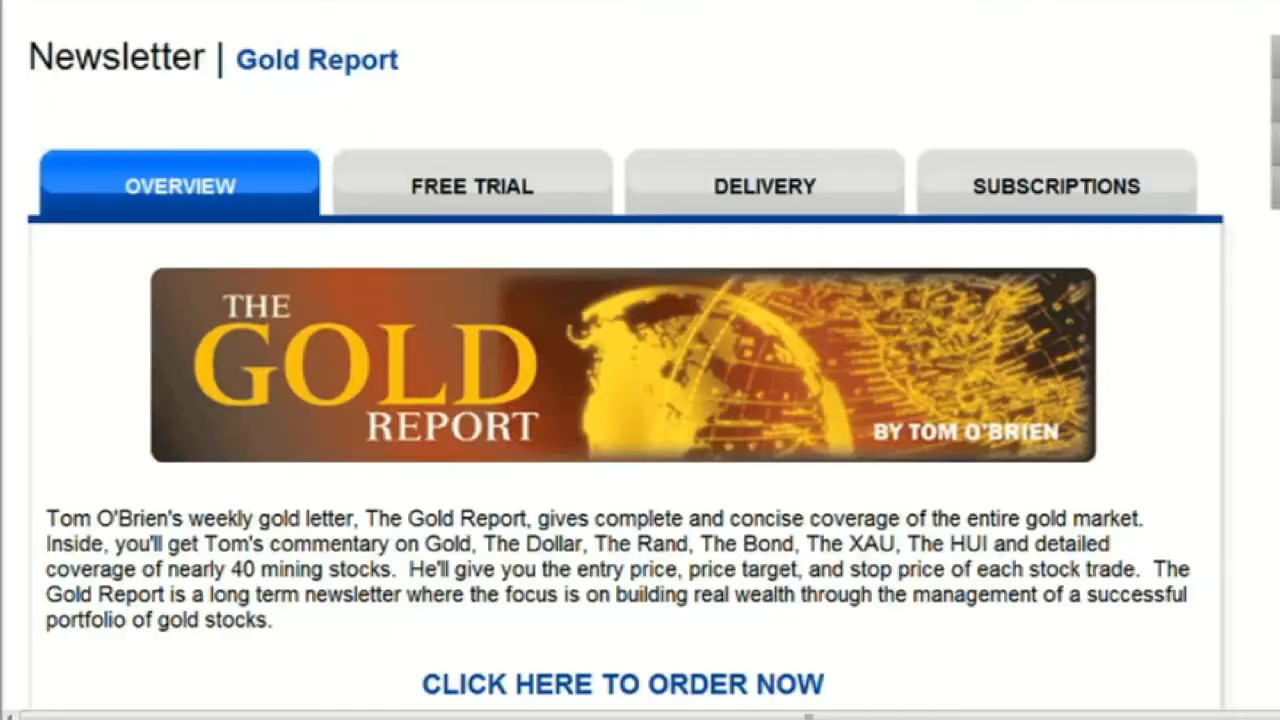 Newsletter | Gold Report
OVERVIEW FREE TRIAL DELIVERY SUBSCRIPTIONS
THE
GOLD
REPORT
BY TOM O'BRIEN
Tom O'Brien's weekly gold letter, The Gold Report, gives complete and concise coverage of the entire gold market.
Inside, you'll get Tom's commentary on Gold, The Dollar, The Rand, The Bond, The XAU, The HUI and detailed
coverage of nearly 40 mining stocks.  He'll give you the entry price, price target, and stop price of each stock trade.  The
Gold Report is a long term newsletter where the focus is on building real wealth through the management of a successful
portfolio of gold stocks.
CLICK HERE TO ORDER NOW